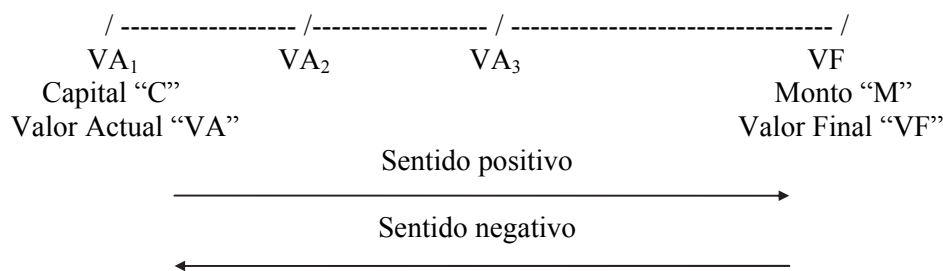 / ----------------- /----------------- / --------------------------------- /
VA₁ VA₂ VA₃ VF
Capital “C” Monto “M”
Valor Actual “VA” Valor Final “VF”
Sentido positivo
Sentido negativo